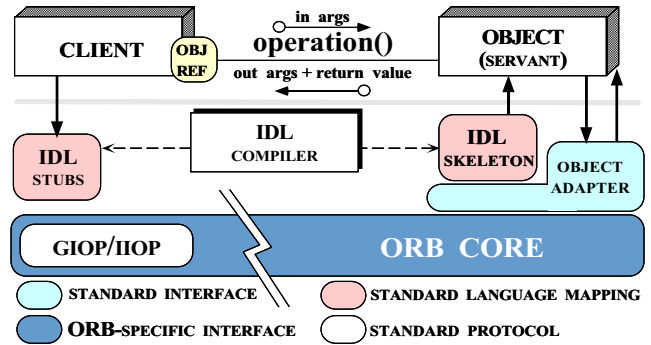 in args
CLIENT
OBJ
REF
operation()
OBJECT
(SERVANT)
out args + return value
IDL
STUBS
IDL
COMPILER
IDL
SKELETON
OBJECT
ADAPTER
GIOP/IIOP
ORB CORE
STANDARD INTERFACE
STANDARD LANGUAGE MAPPING
ORB-SPECIFIC INTERFACE
STANDARD PROTOCOL